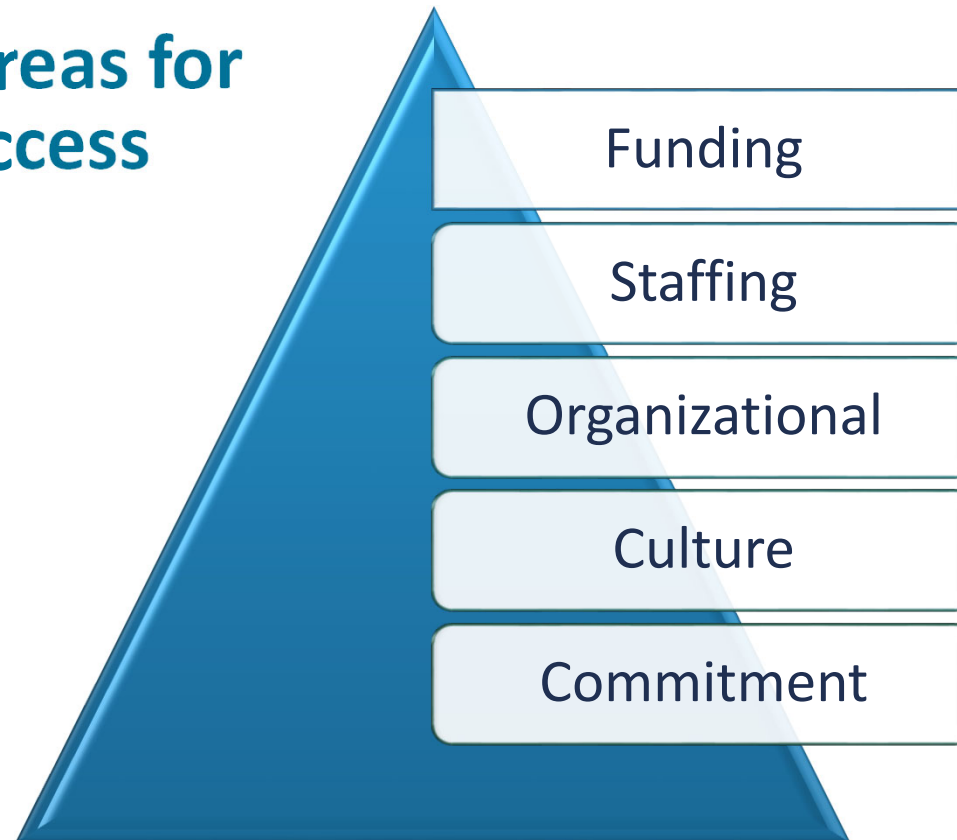 reas for
ccess
Funding
Staffing
Organizational
Culture
Commitment